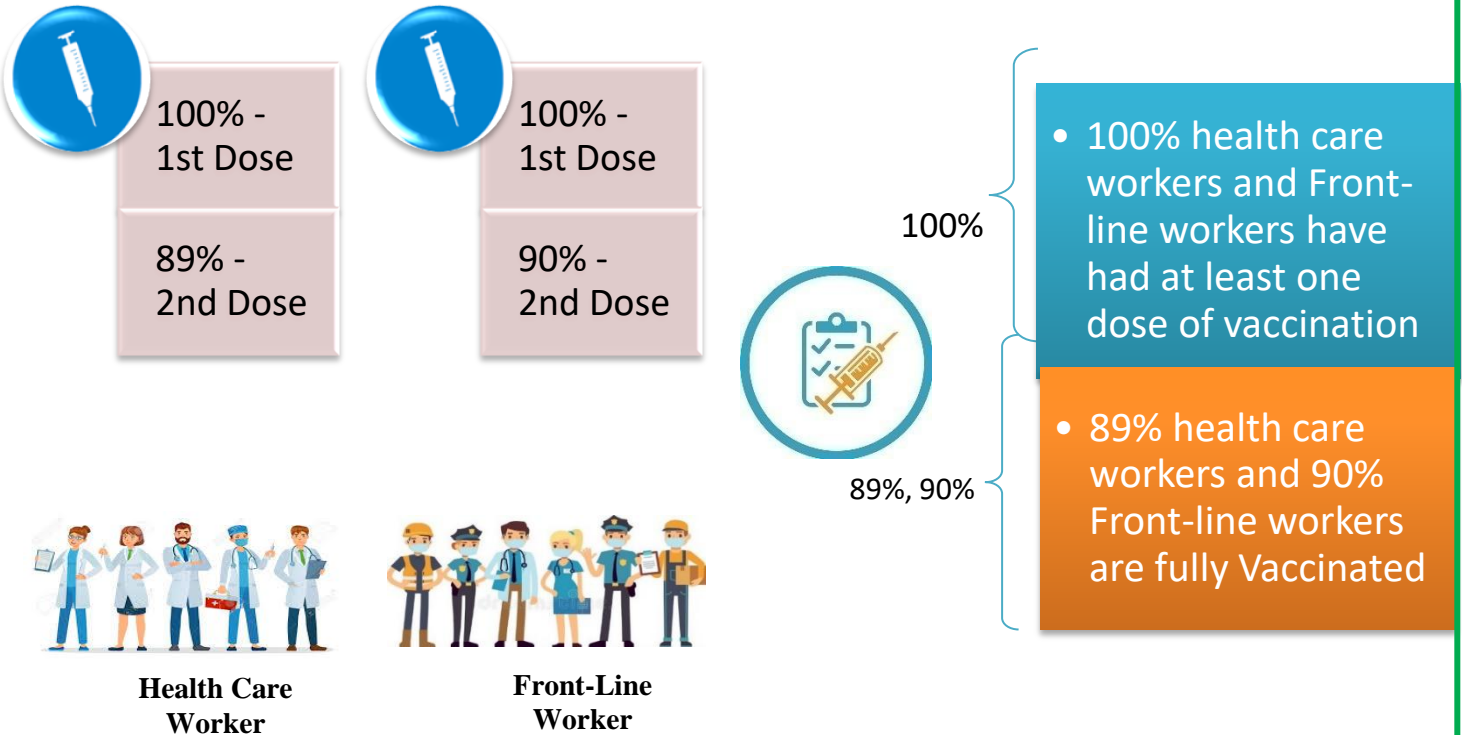 100% -
1st Dose
89% -
2nd Dose
100% -
1st Dose
90% -
2nd Dose
Health Care
Worker
Front-Line
Worker
100%
89%, 90%
• 100% health care
workers and Front-
line workers have
had at least one
dose of vaccination
• 89% health care
workers and 90%
Front-line workers
are fully Vaccinated